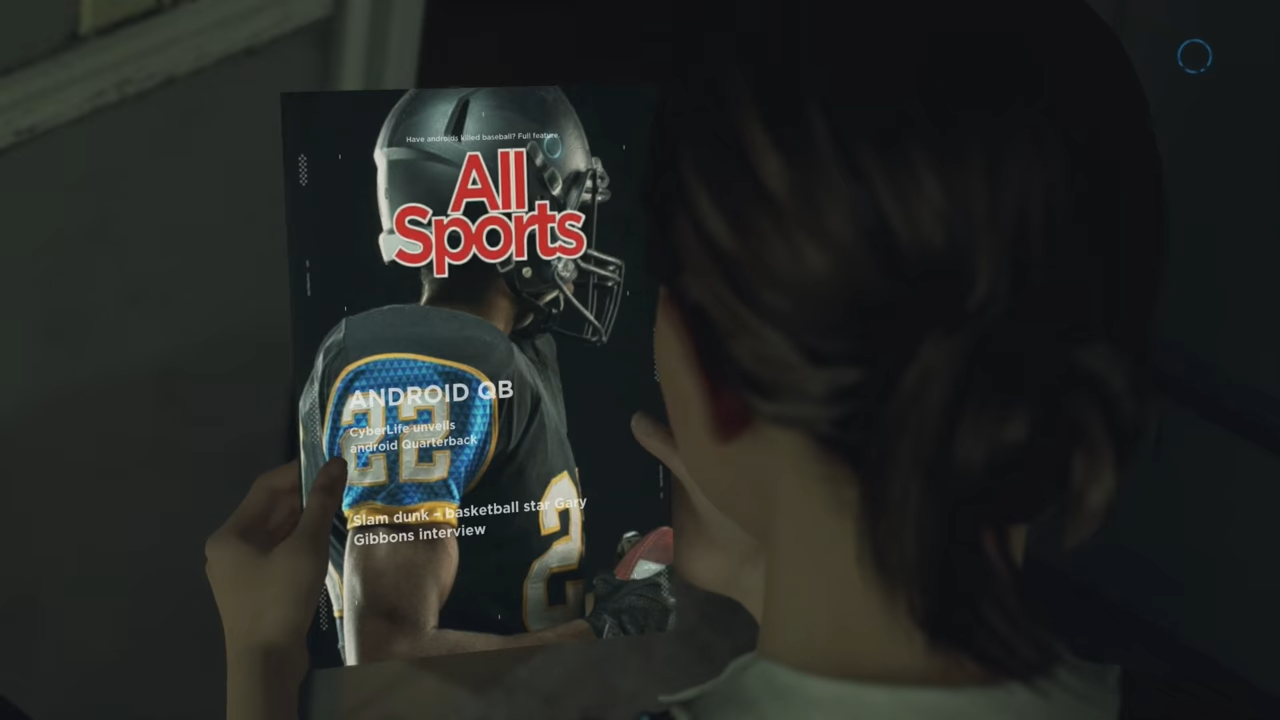 Have androids killed baseball? Full feature
All
Sports
ANDROID QB
22
CyberLife unveils
android Quarterback
Slam dunk – basketball star Gary
Gibbons interview
2